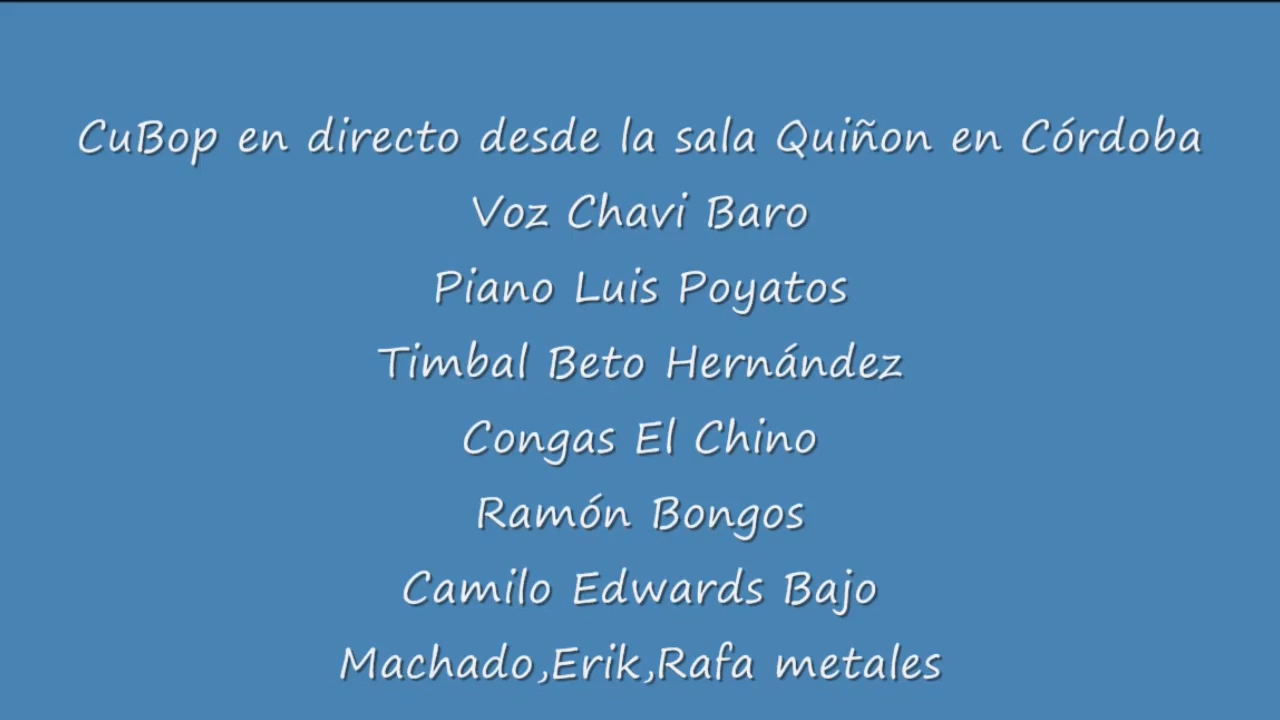 CuBop en directo desde la sala Quiñon en Córdoba
Voz Chavi Baro
Piano Luis Poyatos
Timbal Beto Hernández
Congas El Chino
Ramón Bongos
Camilo Edwards Bajo
Machado,Erik,Rafa metales